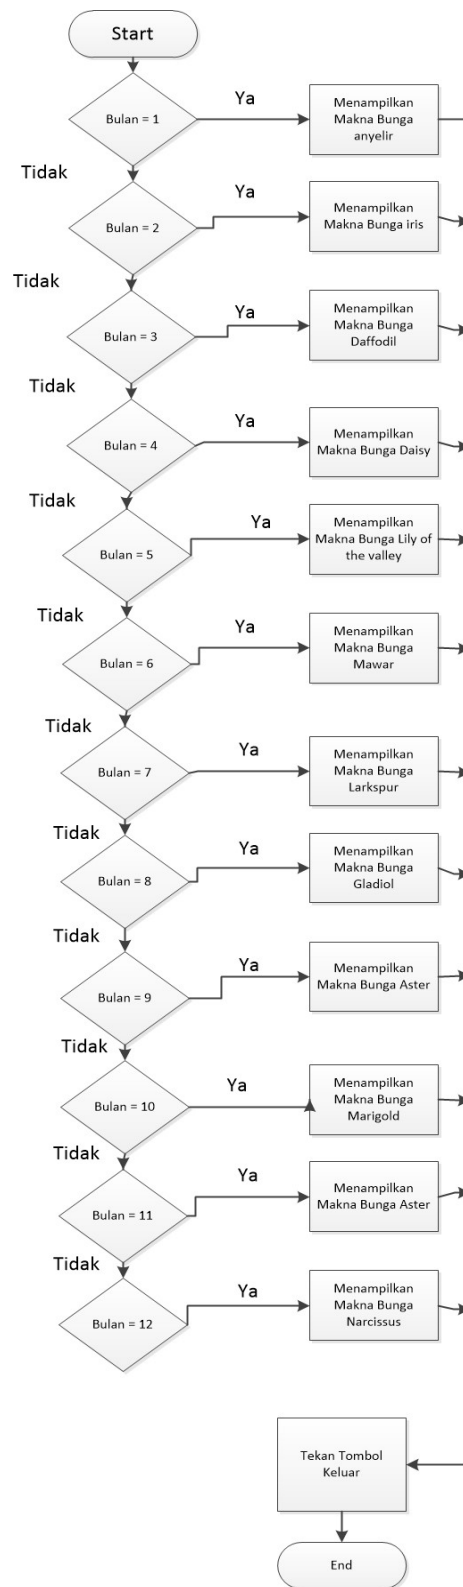 Start
Bulan = 1
Ya
Menampilkan
Makna Bunga
anyelir
Tidak
Bulan = 2
Ya
Menampilkan
Makna Bunga iris
Tidak
Bulan = 3
Ya
Menampilkan
Makna Bunga
Daffodil
Tidak
Bulan = 4
Ya
Menampilkan
Makna Bunga Daisy
Tidak
Bulan = 5
Ya
Menampilkan
Makna Bunga Lily of
the valley
Tidak
Bulan = 6
Ya
Menampilkan
Makna Bunga
Mawar
Tidak
Bulan = 7
Ya
Menampilkan
Makna Bunga
Larkspur
Tidak
Bulan = 8
Ya
Menampilkan
Makna Bunga
Gladiol
Tidak
Bulan = 9
Ya
Menampilkan
Makna Bunga Aster
Tidak
Bulan = 10
Ya
Menampilkan
Makna Bunga
Marigold
Tidak
Bulan = 11
Ya
Menampilkan
Makna Bunga Aster
Tidak
Bulan = 12
Ya
Menampilkan
Makna Bunga
Narcissus
Tekan Tombol
Keluar
End